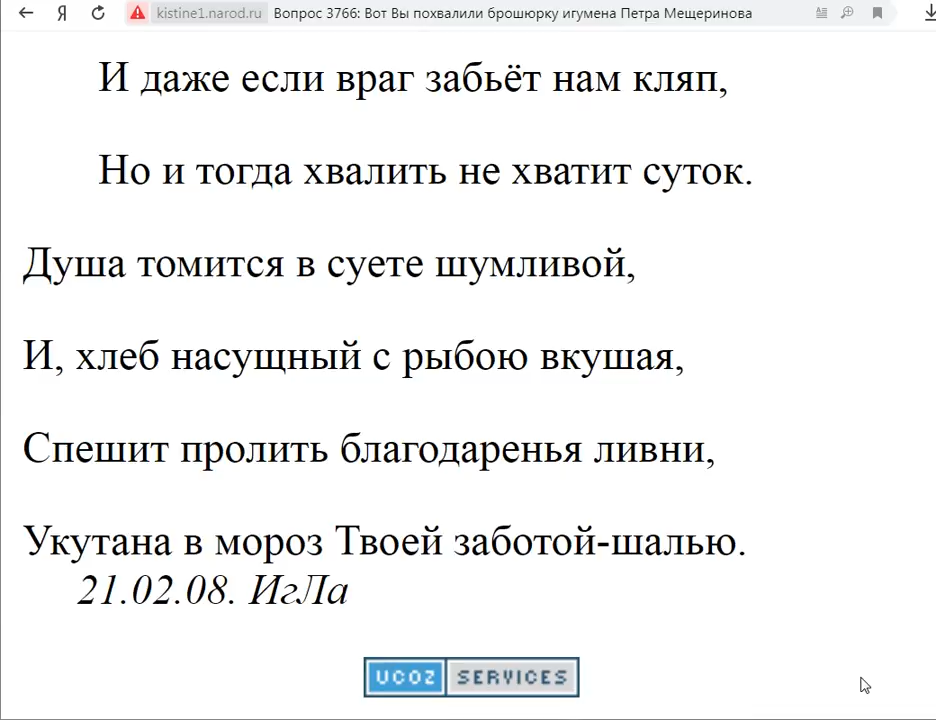 Я kistine1.narod.ru Вопрос 3766: Вот Вы похвалили брошюрку игумена Петра Мещеринова
И даже если враг забьёт нам кляп,
Но и тогда хвалить не хватит суток.
Душа томится в суете шумливой,
И, хлеб насущный с рыбою вкушая,
Спешит пролить благодаренья ливни,
Укутана в мороз Твоей заботой-шалью.
21.02.08. ИгЛа
UCOZ SERVICES